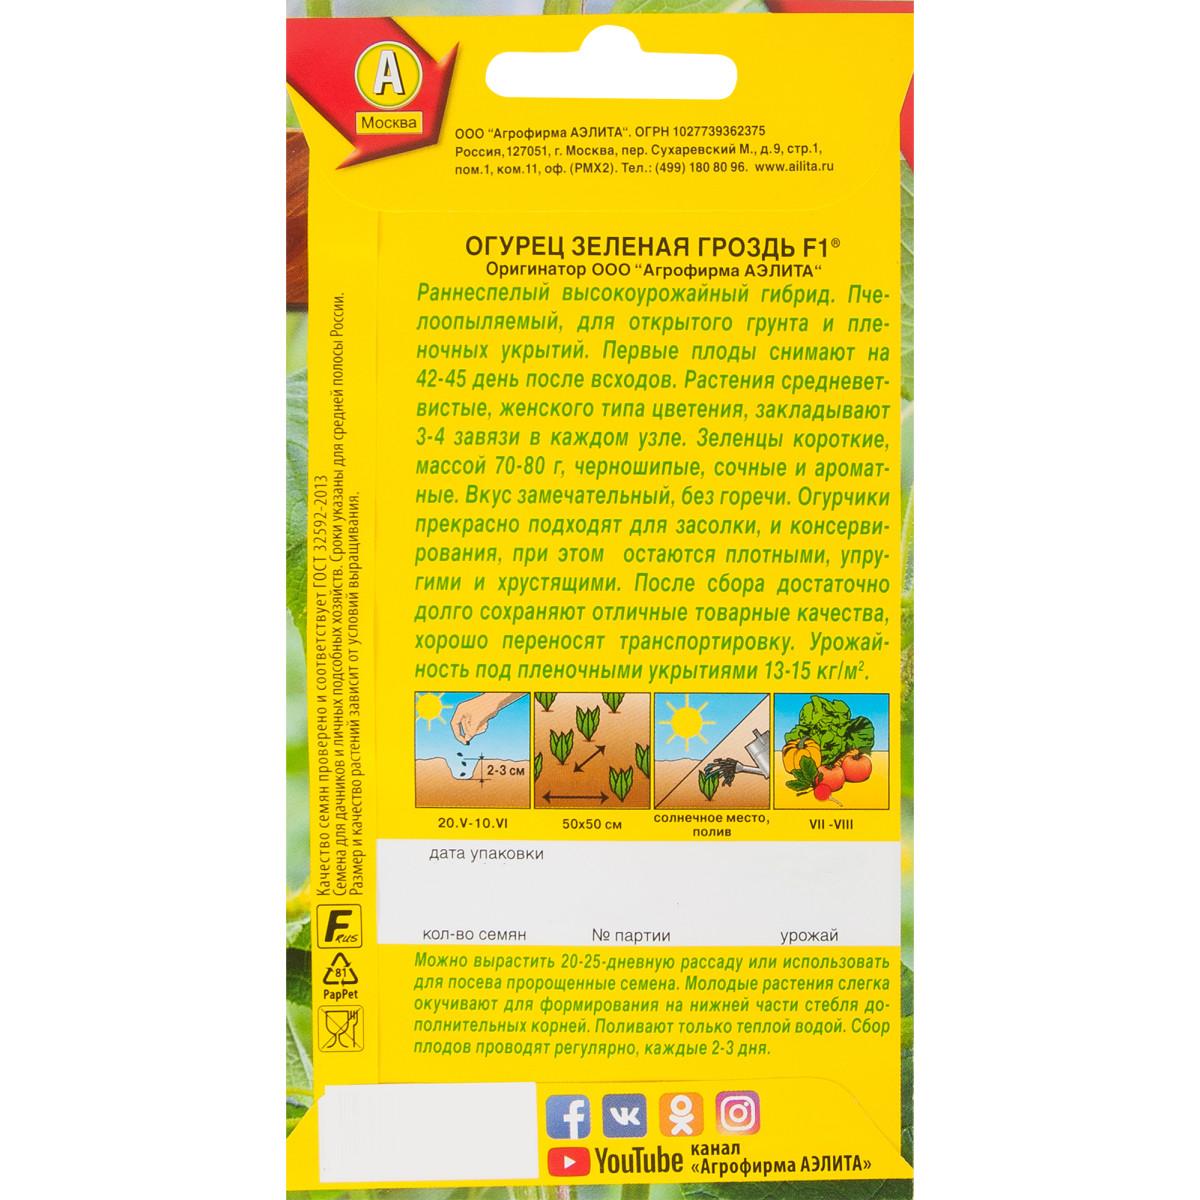 А
Москва
ООО "Агрофирма АЭЛИТА". ОГРН 1027739362375
Россия, 127051, г. Москва, пер. Сухаревский М., д.9, стр.1,
пом.1, ком.11, оф. (РМХ2). Тел.: (499) 180 80 96. www.ailita.ru
ОГУРЕЦ ЗЕЛЕНАЯ ГРОЗДЬ F1®
Оригинатор ООО "Агрофирма АЭЛИТА"
Раннеспелый высокоурожайный гибрид. Пче-
лоопыляемый, для открытого грунта и пле-
ночных укрытий. Первые плоды снимают на
42-45 день после всходов. Растения средневет-
вистые, женского типа цветения, закладывают
3-4 завязи в каждом узле. Зеленцы короткие,
массой 70-80 г, черношипые, сочные и аромат-
ные. Вкус замечательный, без горечи. Огурчики
прекрасно подходят для засолки, и консерви-
рования, при этом остаются плотными, упру-
гими и хрустящими. После сбора достаточно
долго сохраняют отличные товарные качества,
хорошо переносят транспортировку. Урожай-
ность под пленочными укрытиями 13-15 кг/м².
2-3 см
20.V-10.VI
50х50 см
солнечное место,
полив
VII -VIII
дата упаковки
кол-во семян № партии урожай
Можно вырастить 20-25-дневную рассаду или использовать
для посева пророщенные семена. Молодые растения слегка
окучивают для формирования на нижней части стебля до-
полнительных корней. Поливают только теплой водой. Сбор
плодов проводят регулярно, каждые 2-3 дня.
Качество семян проверено и соответствует ГОСТ 32592-2013
Семена для дачников и личных подсобных хозяйств. Сроки указаны для средней полосы России.
Размер и качество растений зависит от условий выращивания.
F RUS
81
PapPet
YouTube канал
«Агрофирма АЭЛИТА»